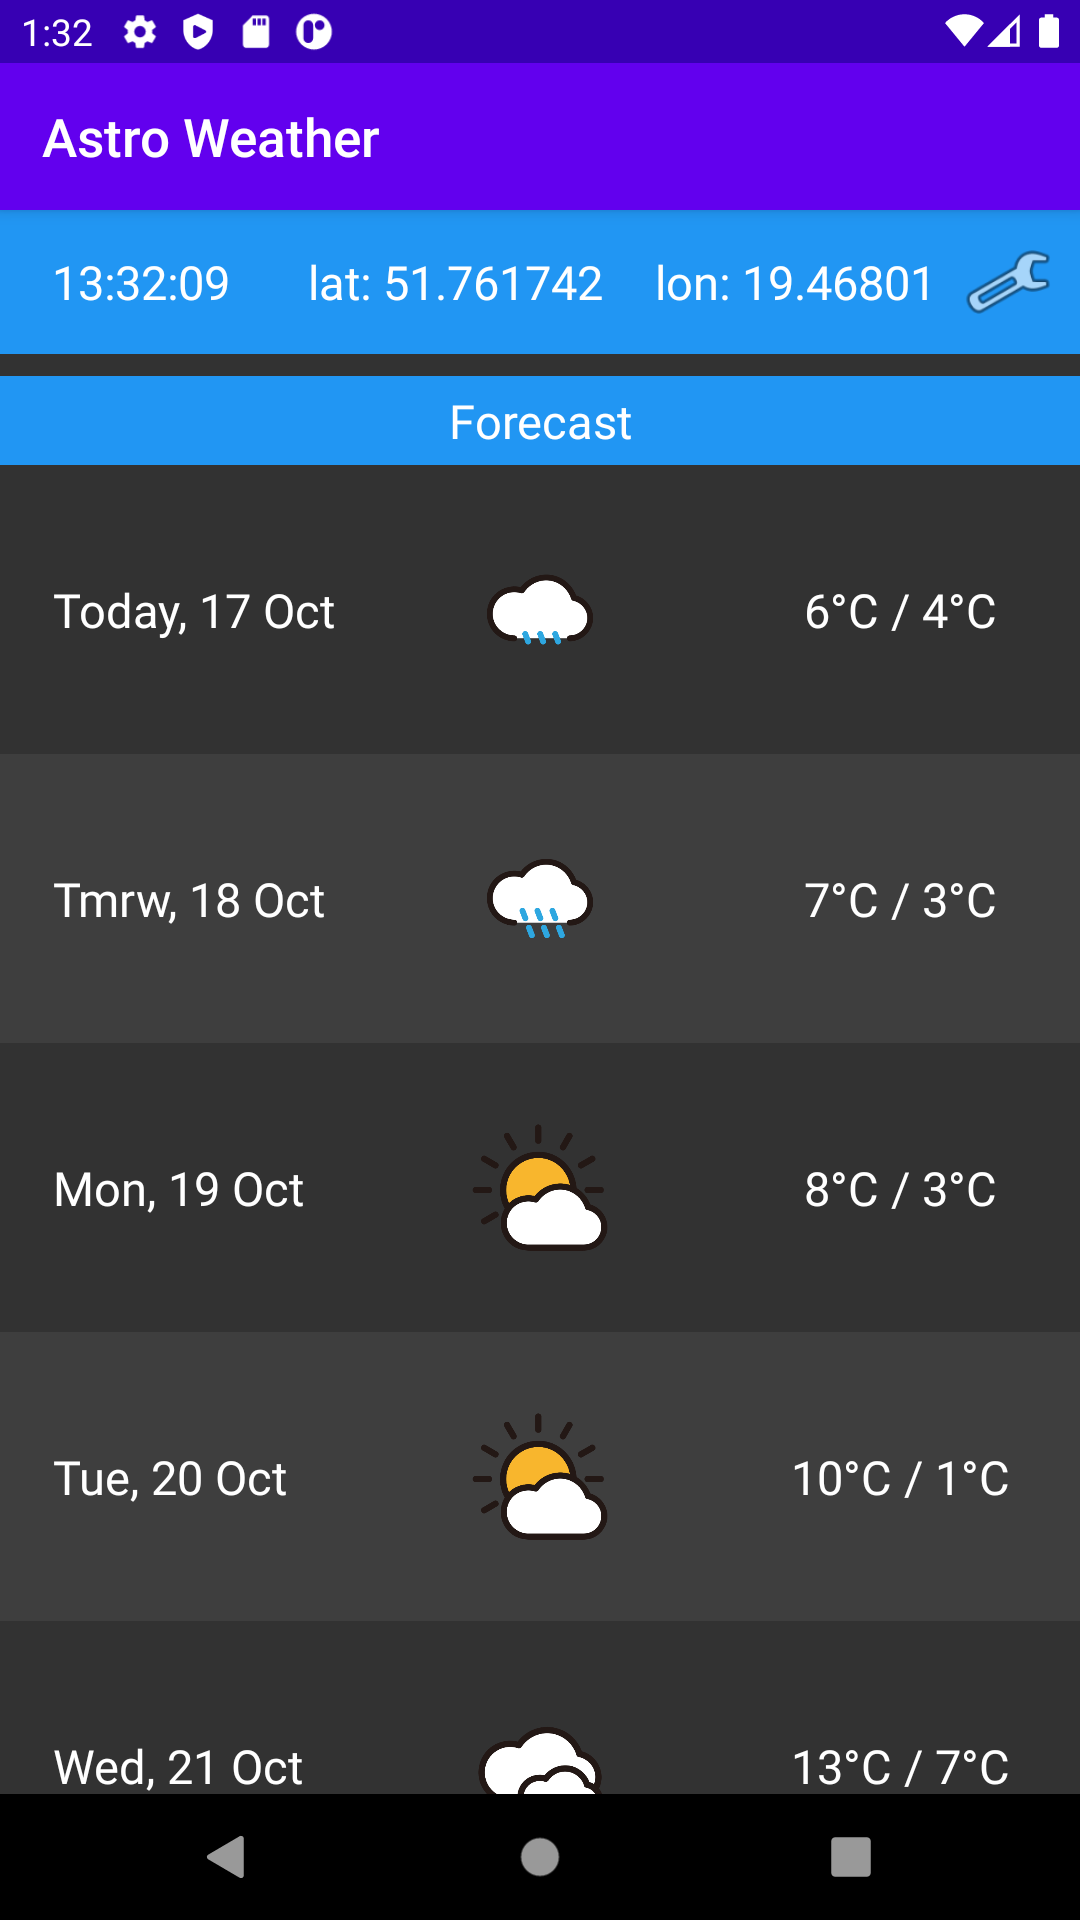 1:32
Astro Weather
13:32:09 lat: 51.761742 lon: 19.46801
Forecast
Today, 17 Oct 6°C / 4°C
Tmrw, 18 Oct 7°C / 3°C
Mon, 19 Oct 8°C / 3°C
Tue, 20 Oct 10°C / 1°C
Wed, 21 Oct 13°C / 7°C